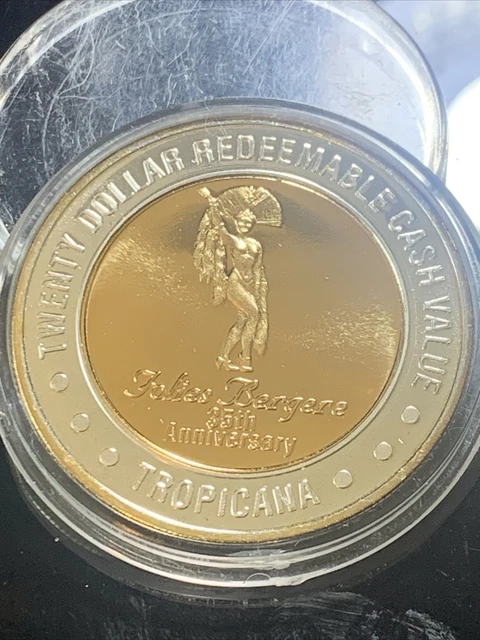 TWENTY DOLLAR REDEEMABLE CASH VALUE
Folies Bergere
35th
Anniversary
TROPICANA